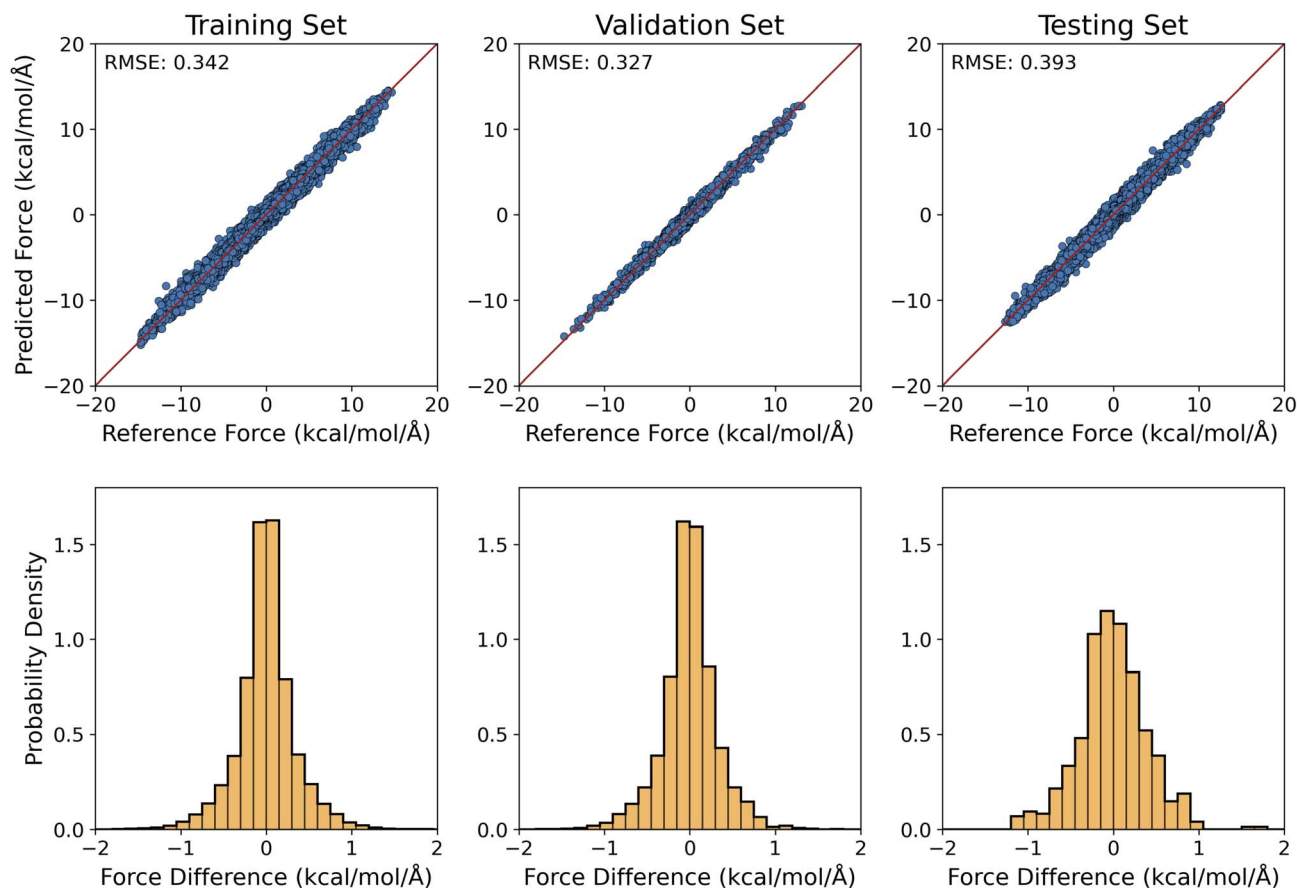 Training Set
Validation Set
Testing Set
RMSE: 0.342
RMSE: 0.327
RMSE: 0.393
Predicted Force (kcal/mol/Å)
20
10
0
−10
−20
−20 −10 0 10 20
−20 −10 0 10 20
−20 −10 0 10 20
20
10
0
−10
−20
20
10
0
−10
−20
Reference Force (kcal/mol/Å)
Reference Force (kcal/mol/Å)
Reference Force (kcal/mol/Å)
Probability Density
1.5
1.0
0.5
0.0
1.5
1.0
0.5
0.0
1.5
1.0
0.5
0.0
−2 −1 0 1 2
−2 −1 0 1 2
−2 −1 0 1 2
Force Difference (kcal/mol/Å)
Force Difference (kcal/mol/Å)
Force Difference (kcal/mol/Å)